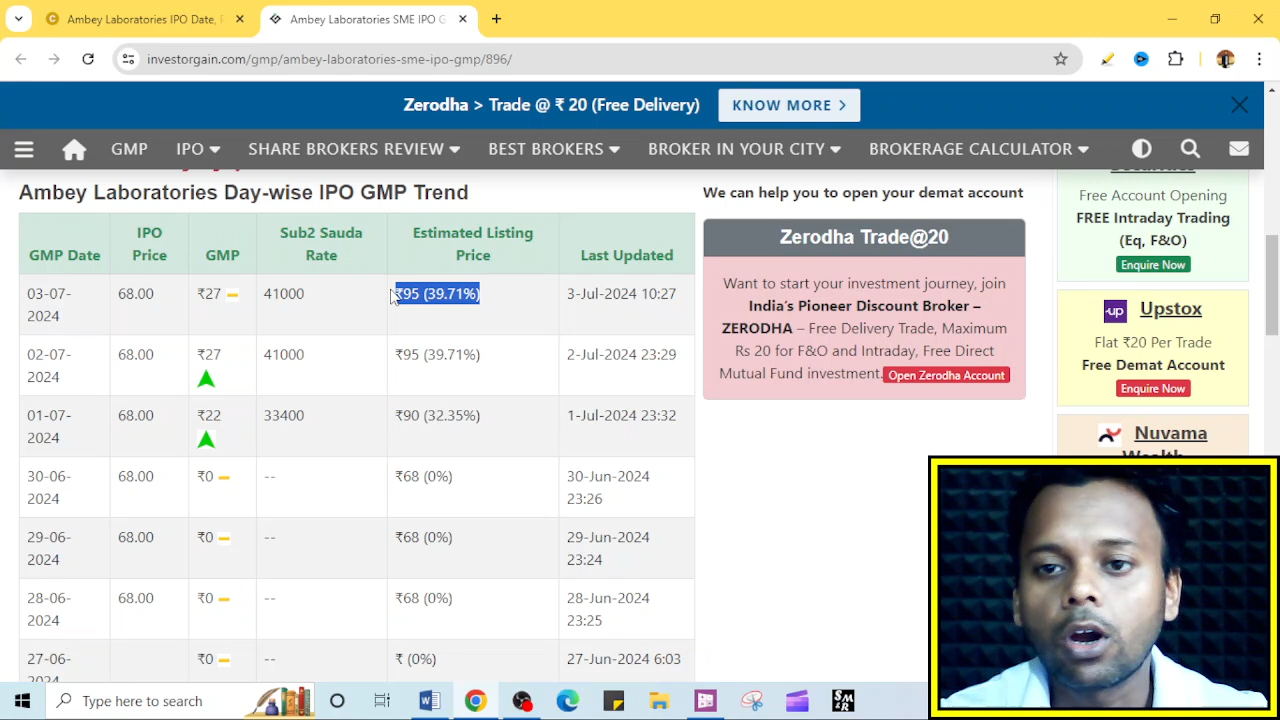 Ambey Laboratories IPO Date,
Ambey Laboratories SME IPO G
investorgain.com/gmp/ambey-laboratories-sme-ipo-gmp/896/
Zerodha > Trade @ ₹ 20 (Free Delivery)
KNOW MORE >
GMP
IPO
SHARE BROKERS REVIEW
BEST BROKERS
BROKER IN YOUR CITY
BROKERAGE CALCULATOR
Ambey Laboratories Day-wise IPO GMP Trend
GMP Date
IPO
Price
GMP
Sub2 Sauda
Rate
Estimated Listing
Price
Last Updated
03-07-
2024
68.00
₹27
41000
₹95 (39.71%)
3-Jul-2024 10:27
02-07-
2024
68.00
₹27
41000
₹95 (39.71%)
2-Jul-2024 23:29
01-07-
2024
68.00
₹22
33400
₹90 (32.35%)
1-Jul-2024 23:32
30-06-
2024
68.00
₹0
--
₹68 (0%)
30-Jun-2024
23:26
29-06-
2024
68.00
₹0
--
₹68 (0%)
29-Jun-2024
23:24
28-06-
2024
68.00
₹0
--
₹68 (0%)
28-Jun-2024
23:25
27-06-
₹0
--
₹ (0%)
27-Jun-2024 6:03
We can help you to open your demat account
Zerodha Trade@20
Want to start your investment journey, join
India's Pioneer Discount Broker –
ZERODHA – Free Delivery Trade, Maximum
Rs 20 for F&O and Intraday, Free Direct
Mutual Fund investment. Open Zerodha Account
Free Account Opening
FREE Intraday Trading
(Eq, F&O)
Enquire Now
up
Upstox
Flat ₹20 Per Trade
Free Demat Account
Enquire Now
Nuvama
Type here to search